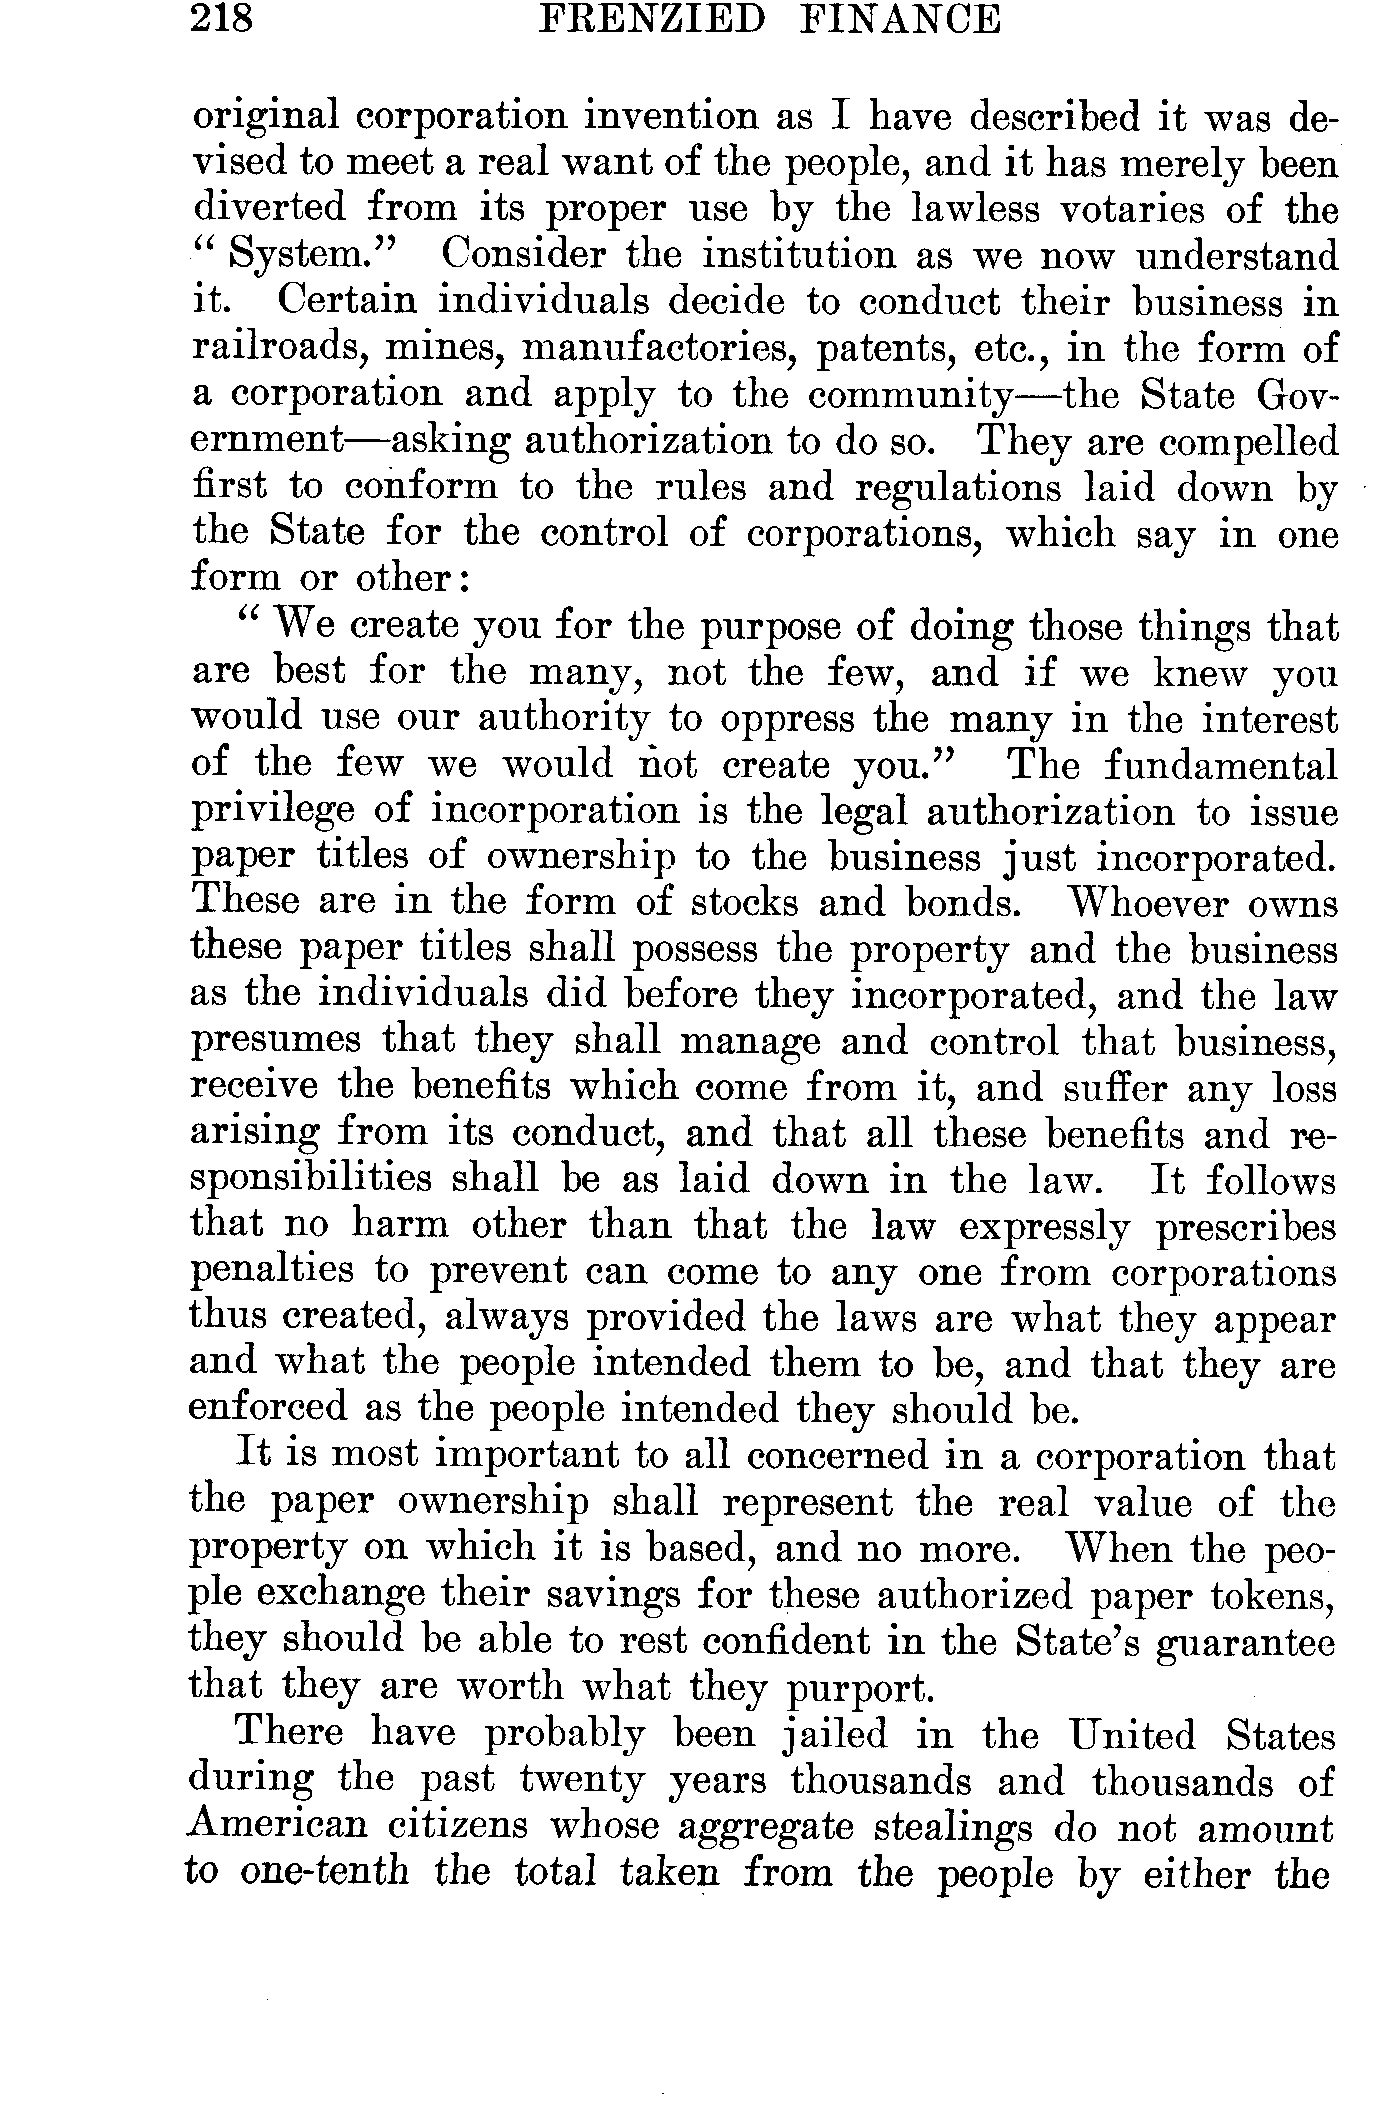 218 FRENZIED FINANCE
original corporation invention as I have described it was de-
vised to meet a real want of the people, and it has merely been
diverted from its proper use by the lawless votaries of the
“ System.” Consider the institution as we now understand
it. Certain individuals decide to conduct their business in
railroads, mines, manufactories, patents, etc., in the form of
a corporation and apply to the community—the State Gov-
ernment—asking authorization to do so. They are compelled
first to conform to the rules and regulations laid down by
the State for the control of corporations, which say in one
form or other:
“ We create you for the purpose of doing those things that
are best for the many, not the few, and if we knew you
would use our authority to oppress the many in the interest
of the few we would not create you.” The fundamental
privilege of incorporation is the legal authorization to issue
paper titles of ownership to the business just incorporated.
These are in the form of stocks and bonds. Whoever owns
these paper titles shall possess the property and the business
as the individuals did before they incorporated, and the law
presumes that they shall manage and control that business,
receive the benefits which come from it, and suffer any loss
arising from its conduct, and that all these benefits and re-
sponsibilities shall be as laid down in the law. It follows
that no harm other than that the law expressly prescribes
penalties to prevent can come to any one from corporations
thus created, always provided the laws are what they appear
and what the people intended them to be, and that they are
enforced as the people intended they should be.
It is most important to all concerned in a corporation that
the paper ownership shall represent the real value of the
property on which it is based, and no more. When the peo-
ple exchange their savings for these authorized paper tokens,
they should be able to rest confident in the State’s guarantee
that they are worth what they purport.
There have probably been jailed in the United States
during the past twenty years thousands and thousands of
American citizens whose aggregate stealings do not amount
to one-tenth the total taken from the people by either the